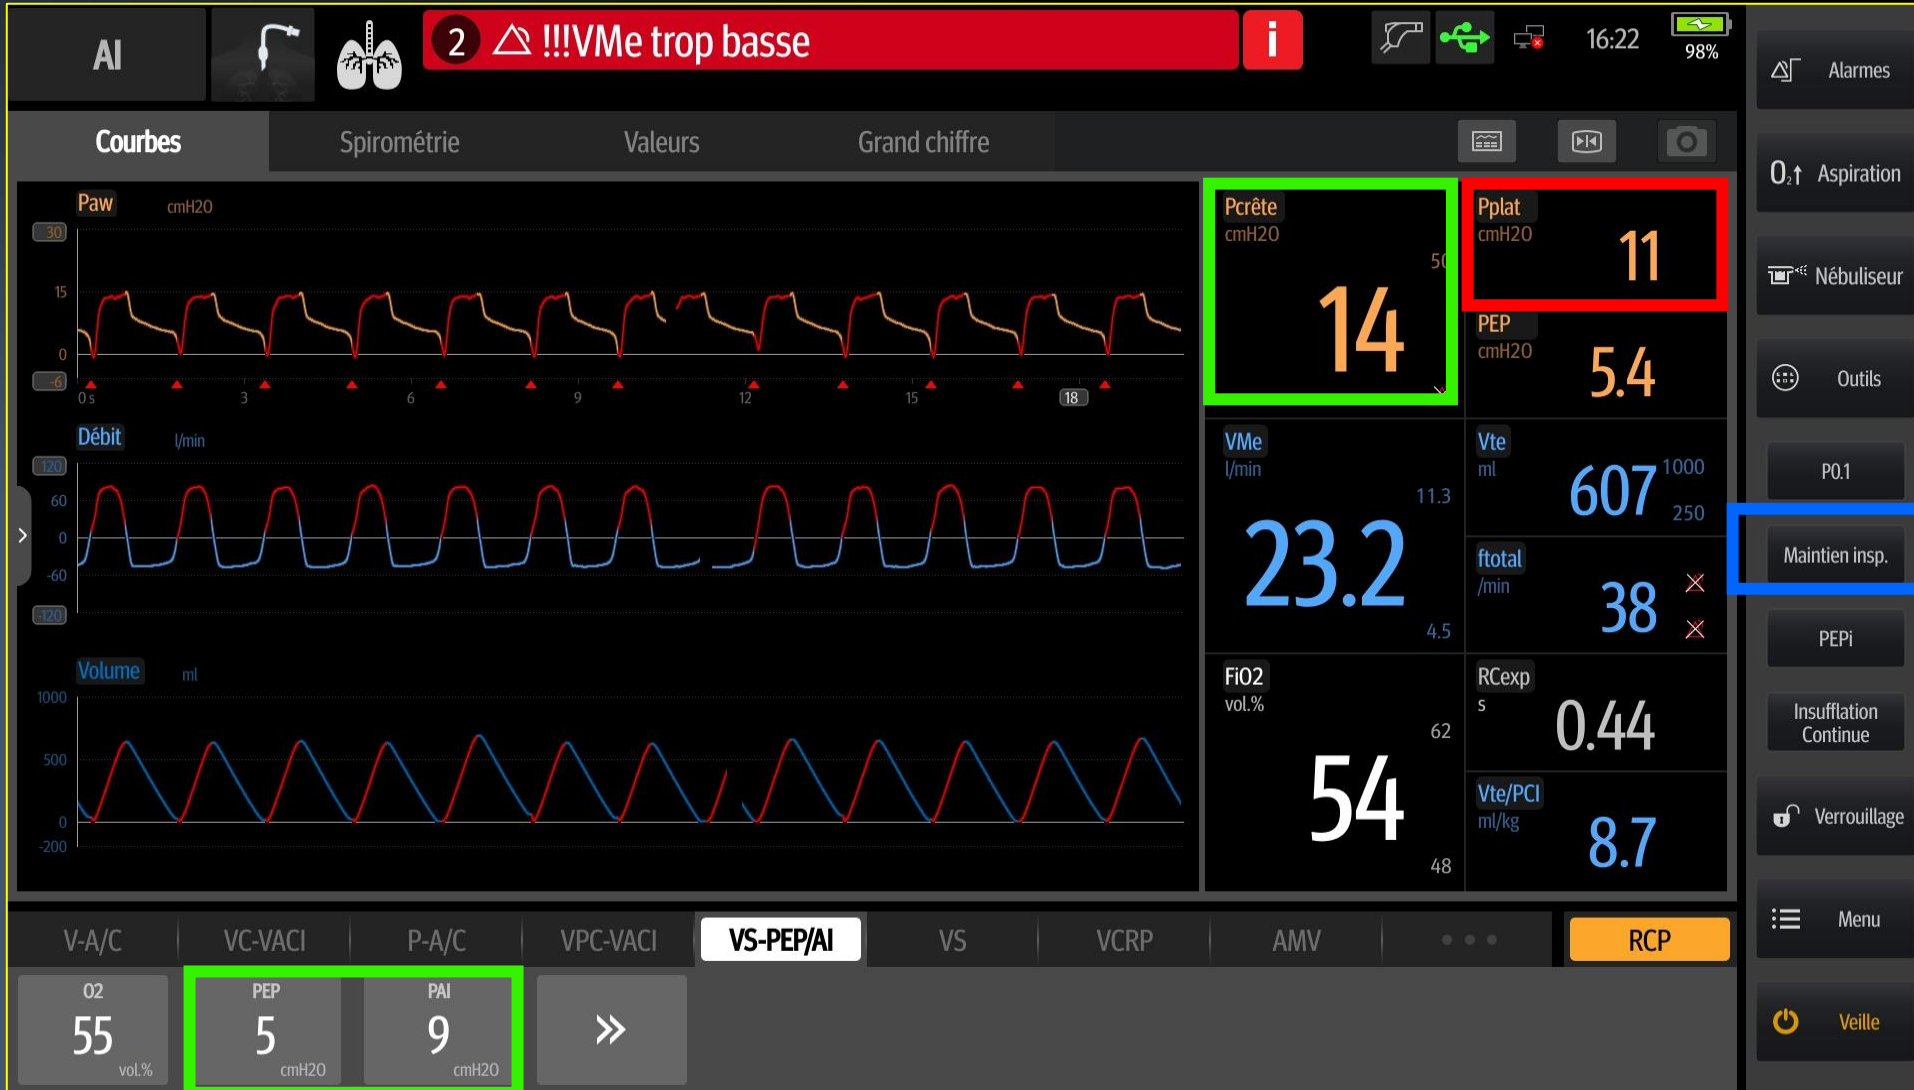 AI
2 !!!VMe trop basse
i
16:22
98%
Courbes
Spirométrie
Valeurs
Grand chiffre
Paw cmH2O
30
15
0
-6
0 s 3 6 9 12 15 18
Débit l/min
120
60
0
-60
-120
Volume ml
1000
500
0
-200
Pcrête
cmH2O
50
14
Pplat
cmH2O
11
PEP
cmH2O
5.4
VMe
l/min
11.3
23.2
4.5
Vte
ml
607
1000
250
ftotal
/min
38
FiO2
vol.%
62
54
48
RCexp
s
0.44
Vte/PCI
ml/kg
8.7
V-A/C
VC-VACI
P-A/C
VPC-VACI
VS-PEP/AI
VS
VCRP
AMV
RCP
O2
55
vol.%
PEP
5
cmH2O
PAI
9
cmH2O
Alarmes
O2 Aspiration
Nébuliseur
Outils
P0.1
Maintien insp.
PEPi
Insufflation
Continue
Verrouillage
Menu
Veille